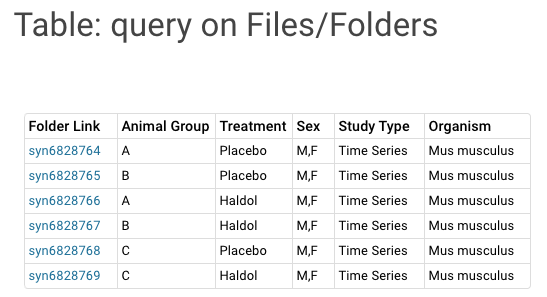 Table: query on Files/Folders
Folder Link Animal Group Treatment Sex Study Type Organism
syn6828764 A Placebo M,F Time Series Mus musculus
syn6828765 B Placebo M,F Time Series Mus musculus
syn6828766 A Haldol M,F Time Series Mus musculus
syn6828767 B Haldol M,F Time Series Mus musculus
syn6828768 C Placebo M,F Time Series Mus musculus
syn6828769 C Haldol M,F Time Series Mus musculus